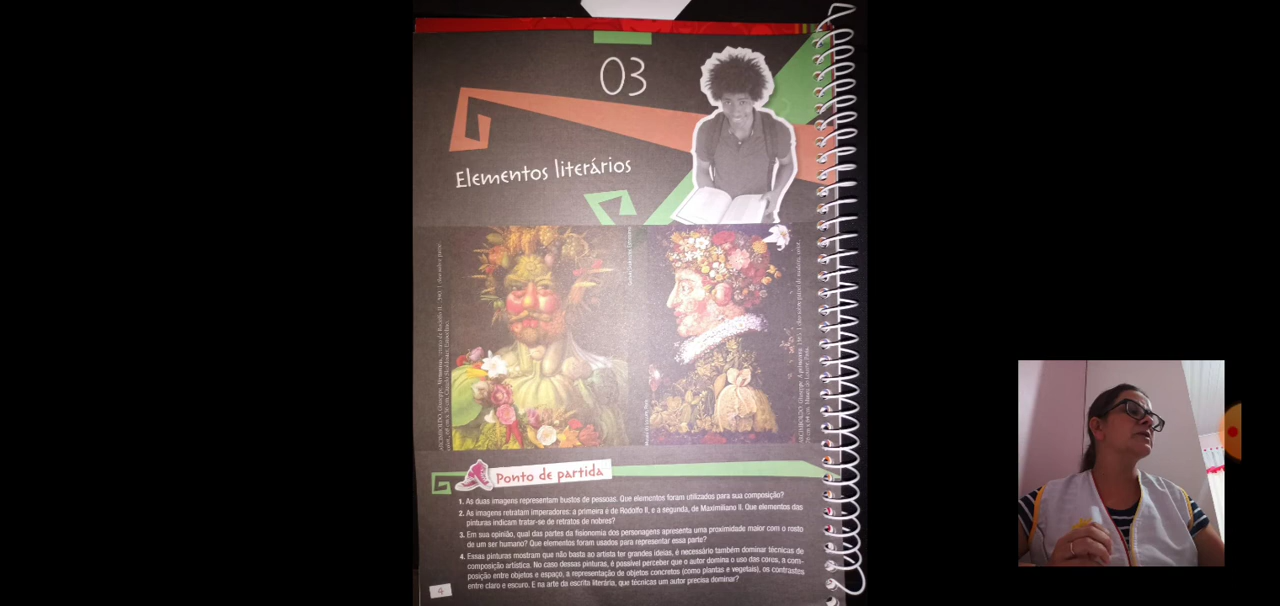 03
Elementos literários
Ponto de partida
1. As duas imagens representam bustos de pessoas. Que elementos foram utilizados para sua composição?
2. As imagens retratam imperadores: a primeira é de Rodolfo II, e a segunda, de Maximiliano II. Que elementos das
pinturas indicam tratar-se de retratos de nobres?
3. Em sua opinião, qual das partes da fisionomia dos personagens apresenta uma proximidade maior com o rosto
de um ser humano? Que elementos foram usados para representar essa parte?
4. Essas pinturas mostram que não basta ao artista ter grandes ideias, é necessário também dominar técnicas de
composição artística. No caso dessas pinturas, é possível perceber que o autor domina o uso das cores, a com-
posição entre objetos e espaço, a representação de objetos concretos (como plantas e vegetais), os contrastes
entre claro e escuro. E na arte da escrita literária, que técnicas um autor precisa dominar?
4